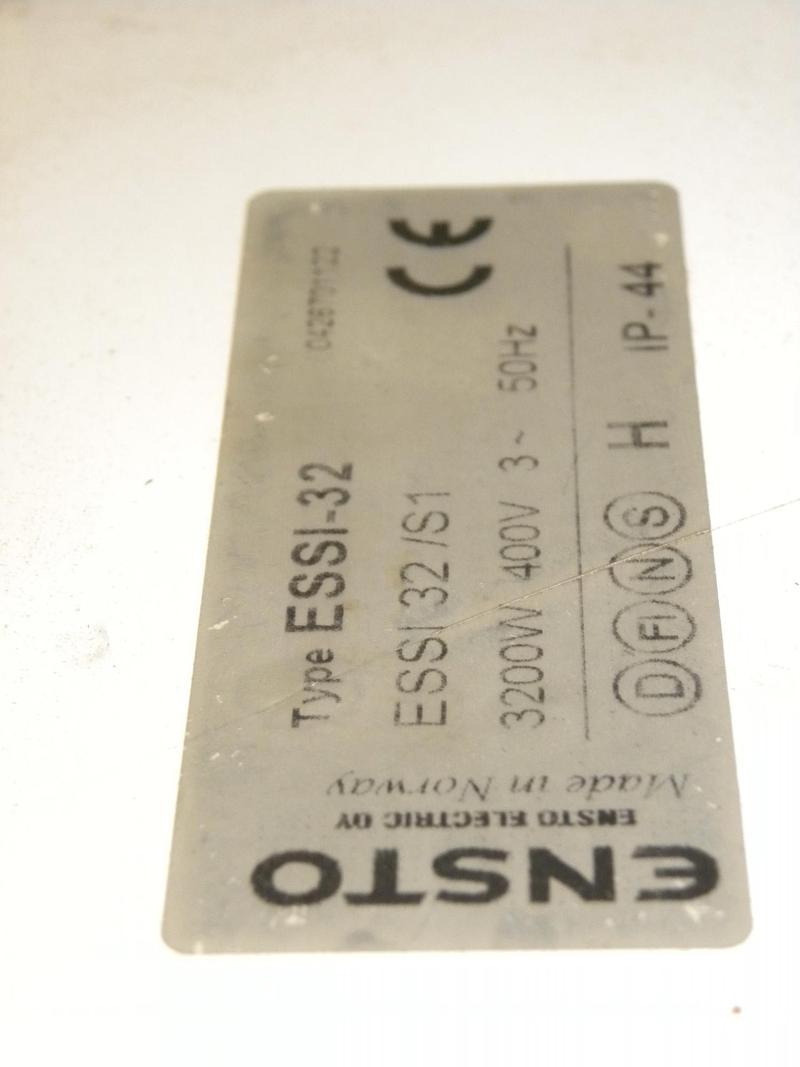 ENSTO
ENSTO ELECTRIC OY
Made in Norway
Type ESSI-32
ESSI 32 /S1
3200W 400V 3~ 50Hz
D FI N S H IP-44
CE